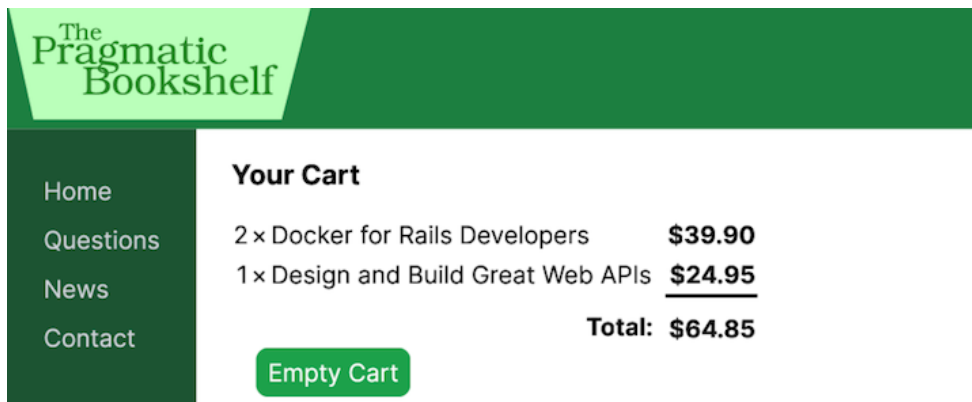 The
Pragmatic
Bookshelf
Home
Questions
News
Contact
Your Cart
2 × Docker for Rails Developers $39.90
1 × Design and Build Great Web APIs $24.95
Total: $64.85
Empty Cart